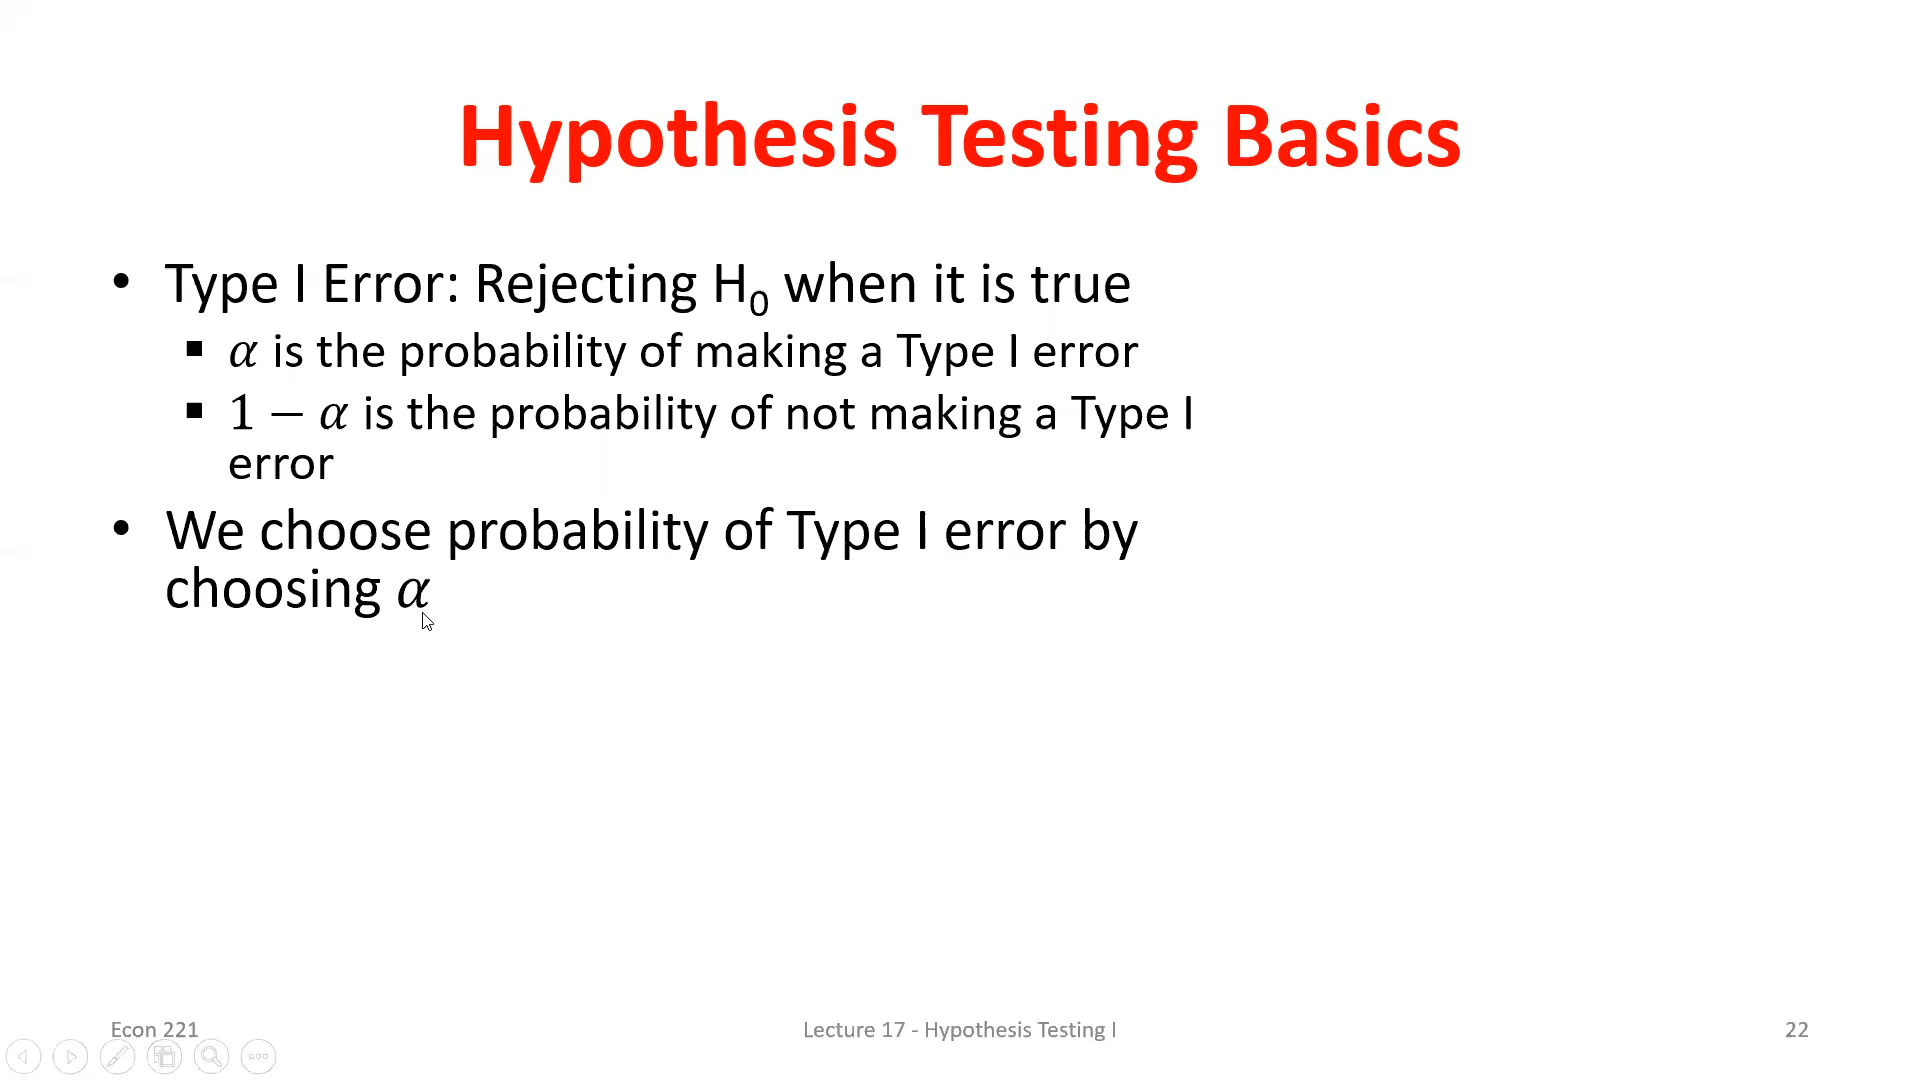 Hypothesis Testing Basics
• Type I Error: Rejecting H₀ when it is true
▪ 𝛼 is the probability of making a Type I error
▪ 1 − 𝛼 is the probability of not making a Type I
error
• We choose probability of Type I error by
choosing 𝛼
Econ 221
Lecture 17 - Hypothesis Testing I
22